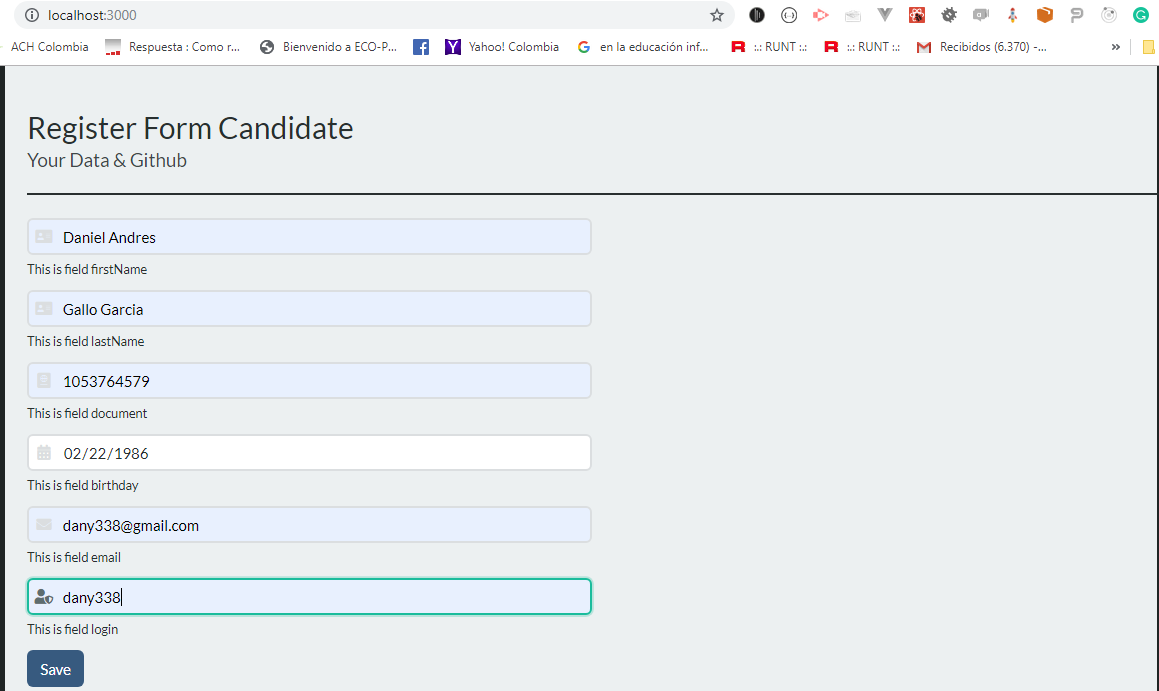 localhost:3000
ACH Colombia Respuesta : Como r... Bienvenido a ECO-P... Yahoo! Colombia en la educación inf... .:: RUNT ::. .:: RUNT ::. Recibidos (6.370) -... »
Register Form Candidate
Your Data & Github
Daniel Andres
This is field firstName
Gallo Garcia
This is field lastName
1053764579
This is field document
02/22/1986
This is field birthday
dany338@gmail.com
This is field email
dany338
This is field login
Save